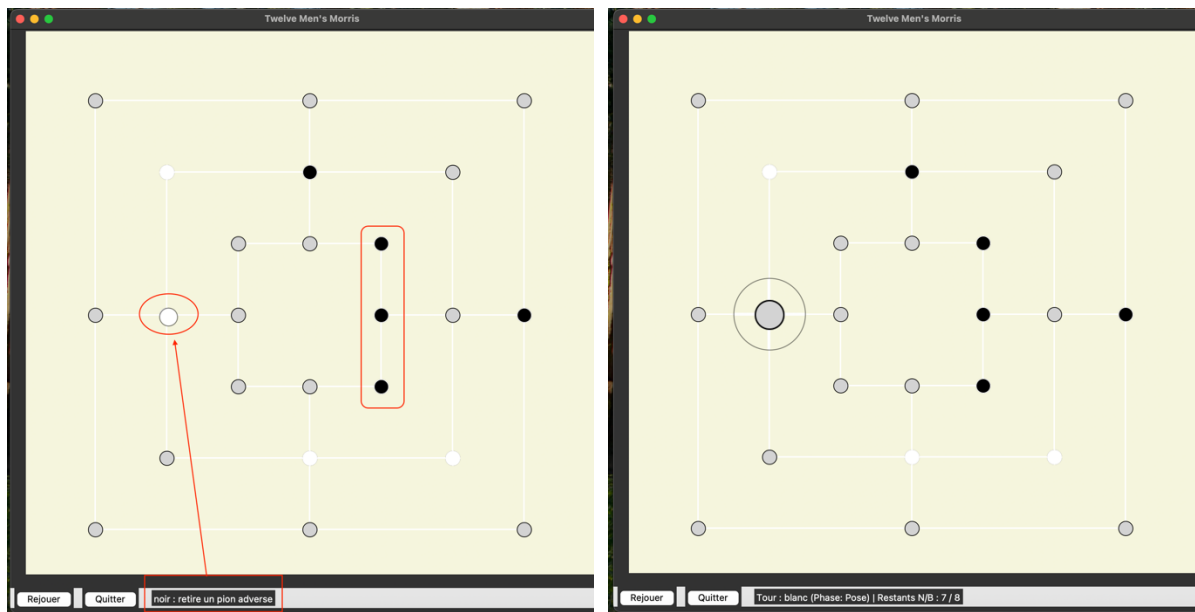 Twelve Men's Morris
Rejouer
Quitter
noir : retire un pion adverse
Twelve Men's Morris
Rejouer
Quitter
Tour : blanc (Phase: Pose) | Restants N/B : 7 / 8